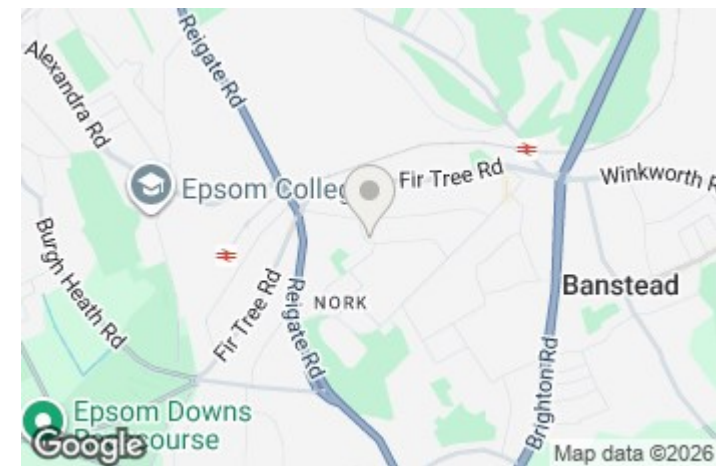 Alexandra Rd
Reigate Rd
Epsom College
Fir Tree Rd
Winkworth R
Burgh Heath Rd
Fir Tree Rd
NORK
Reigate Rd
Banstead
Brighton Rd
Epsom Downs
Racecourse
Google
Map data ©2026